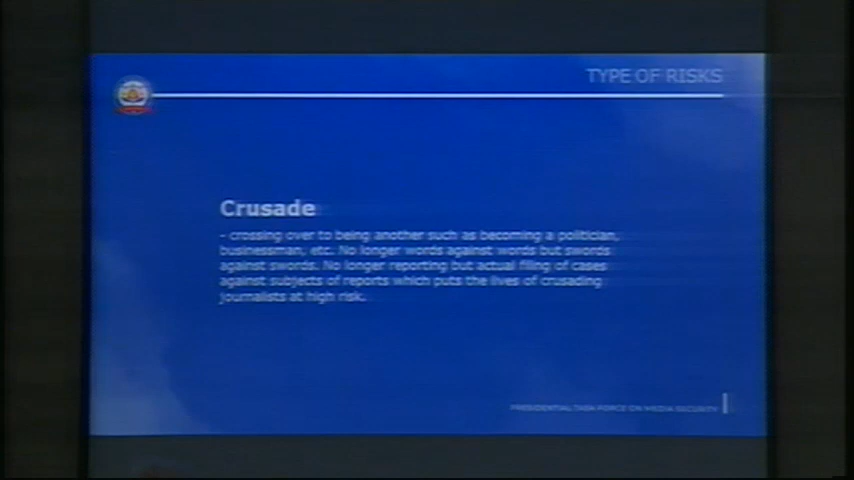 TYPE OF RISKS
Crusade
- crossing over to being another such as becoming a politician,
businessman, etc. No longer words against words but swords
against swords. No longer reporting but actual filing of cases
against subjects of reports which puts the lives of crusading
journalists at high risk.
PRESIDENTIAL TASK FORCE ON MEDIA SECURITY